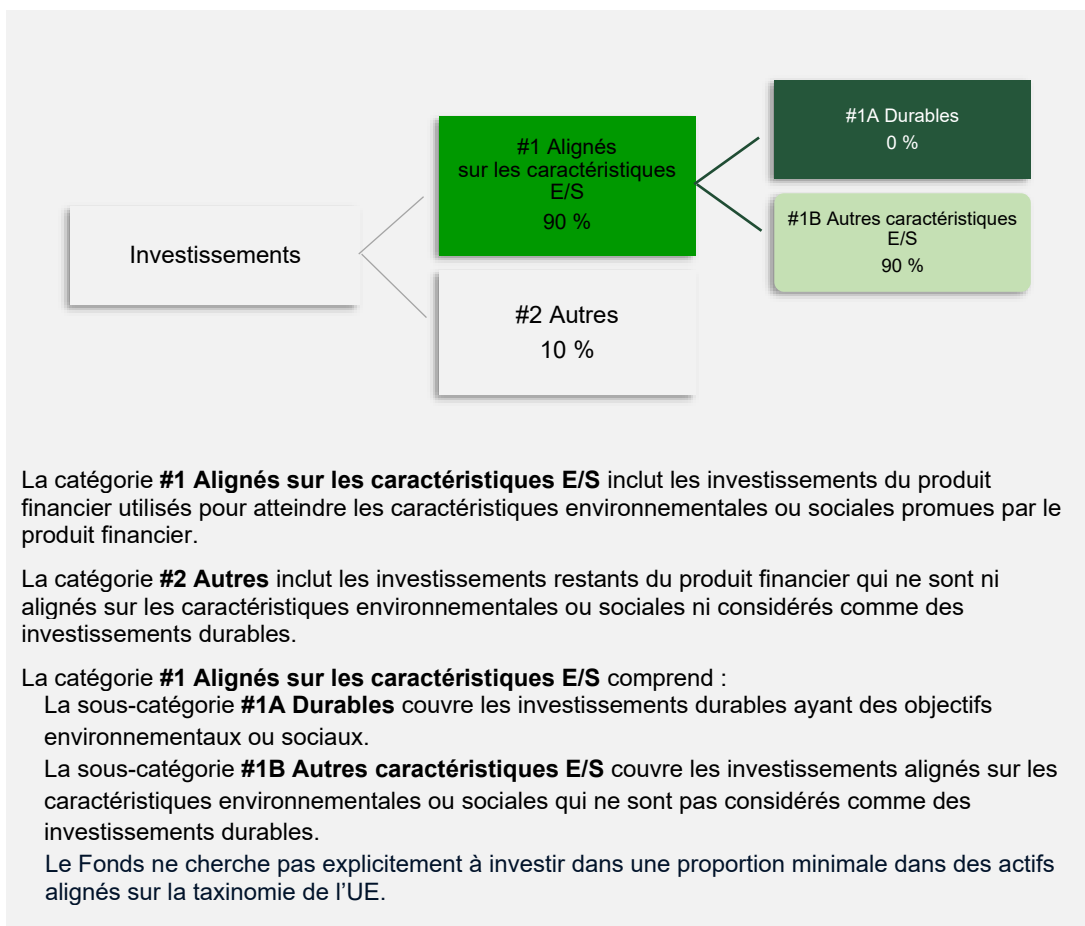 #1A Durables
0 %
#1 Alignés
sur les caractéristiques
E/S
90 %
#1B Autres caractéristiques
E/S
90 %
Investissements
#2 Autres
10 %
La catégorie #1 Alignés sur les caractéristiques E/S inclut les investissements du produit
financier utilisés pour atteindre les caractéristiques environnementales ou sociales promues par le
produit financier.
La catégorie #2 Autres inclut les investissements restants du produit financier qui ne sont ni
alignés sur les caractéristiques environnementales ou sociales ni considérés comme des
investissements durables.
La catégorie #1 Alignés sur les caractéristiques E/S comprend :
La sous-catégorie #1A Durables couvre les investissements durables ayant des objectifs
environnementaux ou sociaux.
La sous-catégorie #1B Autres caractéristiques E/S couvre les investissements alignés sur les
caractéristiques environnementales ou sociales qui ne sont pas considérés comme des
investissements durables.
Le Fonds ne cherche pas explicitement à investir dans une proportion minimale dans des actifs
alignés sur la taxinomie de l’UE.